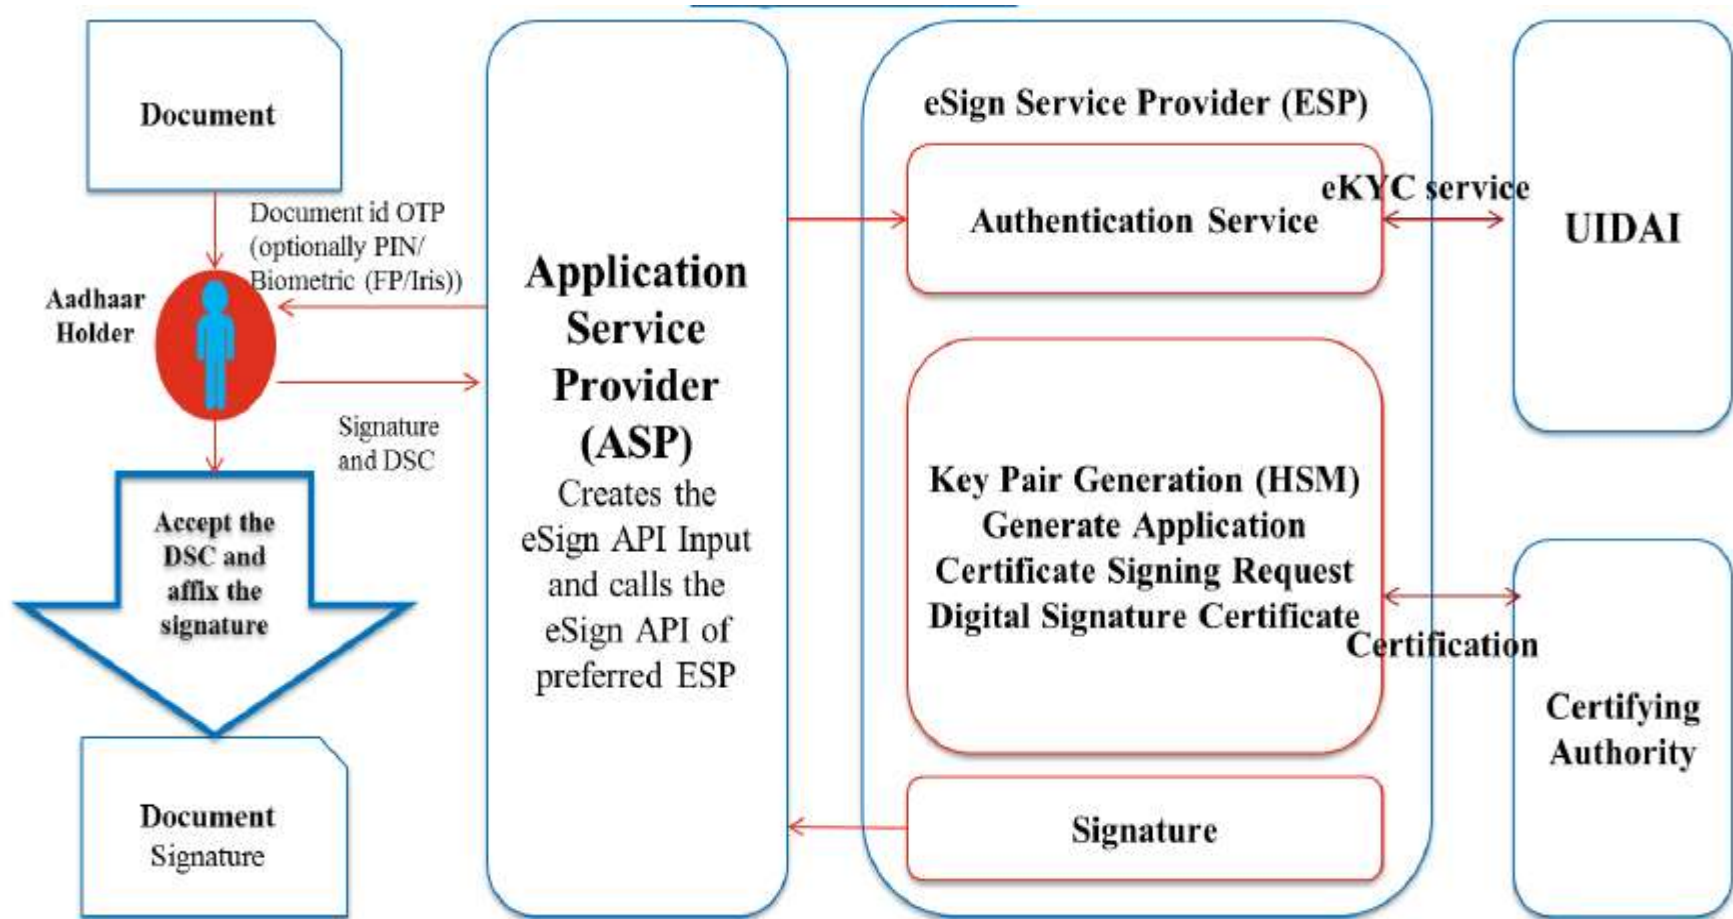 Document
Document id OTP
(optionally PIN/
Biometric (FP/Iris))
Aadhaar
Holder
Signature
and DSC
Accept the
DSC and
affix the
signature
Document
Signature
Application
Service
Provider
(ASP)
Creates the
eSign API Input
and calls the
eSign API of
preferred ESP
eSign Service Provider (ESP)
Authentication Service
eKYC service
UIDAI
Key Pair Generation (HSM)
Generate Application
Certificate Signing Request
Digital Signature Certificate
Certification
Certifying
Authority
Signature